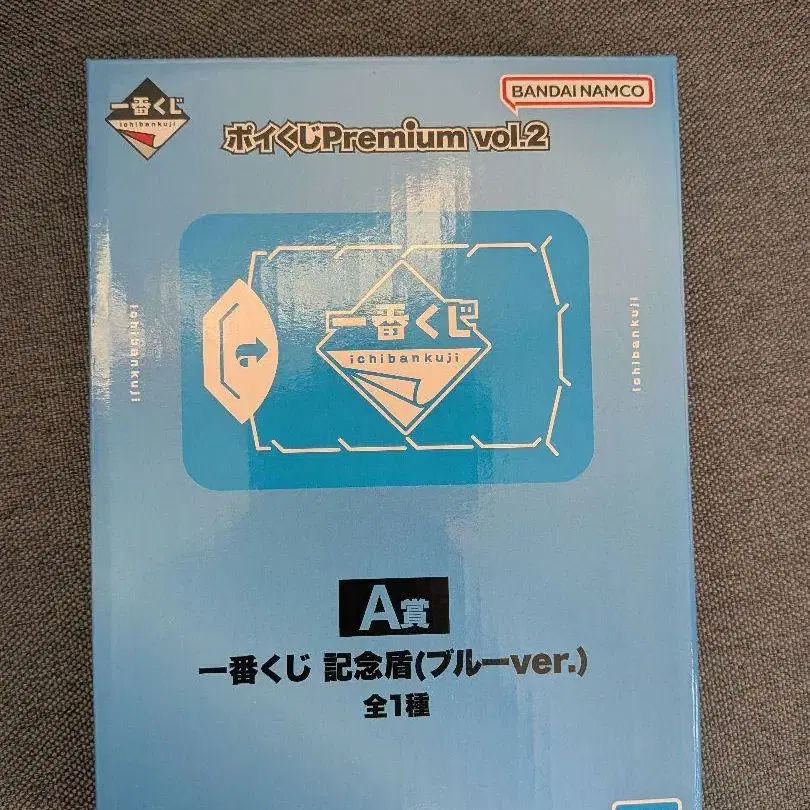 一番くじ
ichibankuji
BANDAI NAMCO
ポイくじPremium vol.2
一番くじ
ichibankuji
ichibankuji
ichibankuji
A賞
一番くじ 記念盾(ブルーver.)
全1種